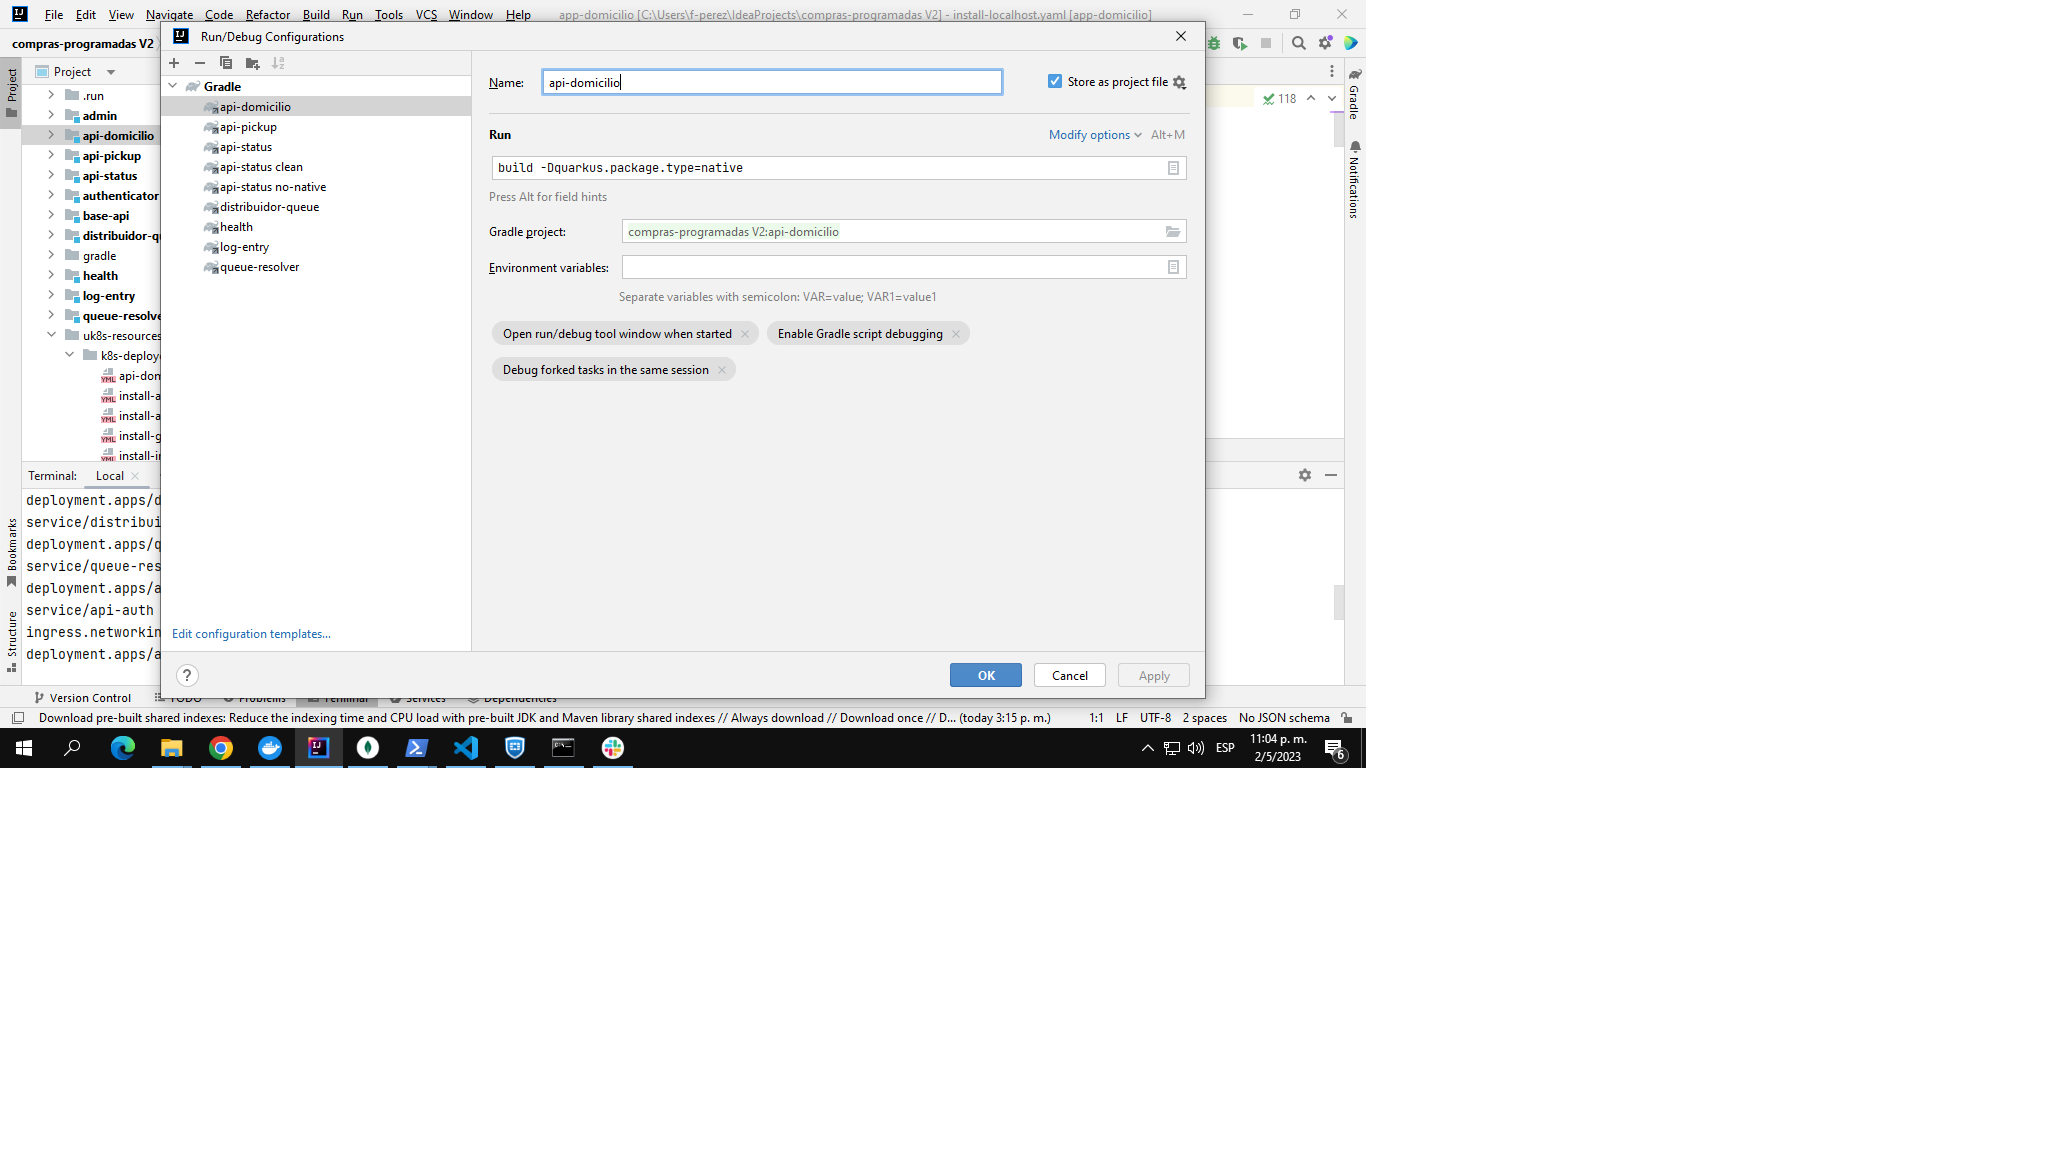 File Edit View Navigate Code Refactor Build Run Tools VCS Window Help app-domicilio [C:\Users\f-perez\IdeaProjects\compras-programadas V2] - install-localhost.yaml [app-domicilio]
compras-programadas V2
Run/Debug Configurations
Project
Project
.run
admin
api-domicilio
api-pickup
api-status
authenticator
base-api
distribuidor-qu
gradle
health
log-entry
queue-resolve
uk8s-resources
k8s-deploy
api-dom
install-a
install-a
install-g
install-i
Gradle
api-domicilio
api-pickup
api-status
api-status clean
api-status no-native
distribuidor-queue
health
log-entry
queue-resolver
Edit configuration templates...
Name: api-domicilio
Store as project file
Run
Modify options Alt+M
build -Dquarkus.package.type=native
Press Alt for field hints
Gradle project: compras-programadas V2:api-domicilio
Environment variables:
Separate variables with semicolon: VAR=value; VAR1=value1
Open run/debug tool window when started
Enable Gradle script debugging
Debug forked tasks in the same session
? OK Cancel Apply
118
Gradle
Notifications
Bookmarks
Structure
Terminal: Local
deployment.apps/d
service/distribui
deployment.apps/q
service/queue-res
deployment.apps/a
service/api-auth
ingress.networkin
deployment.apps/a
Version Control TODO Problems Terminal Services Dependencies
Download pre-built shared indexes: Reduce the indexing time and CPU load with pre-built JDK and Maven library shared indexes // Always download // Download once // D... (today 3:15 p. m.) 1:1 LF UTF-8 2 spaces No JSON schema
ESP
11:04 p. m.
2/5/2023
6